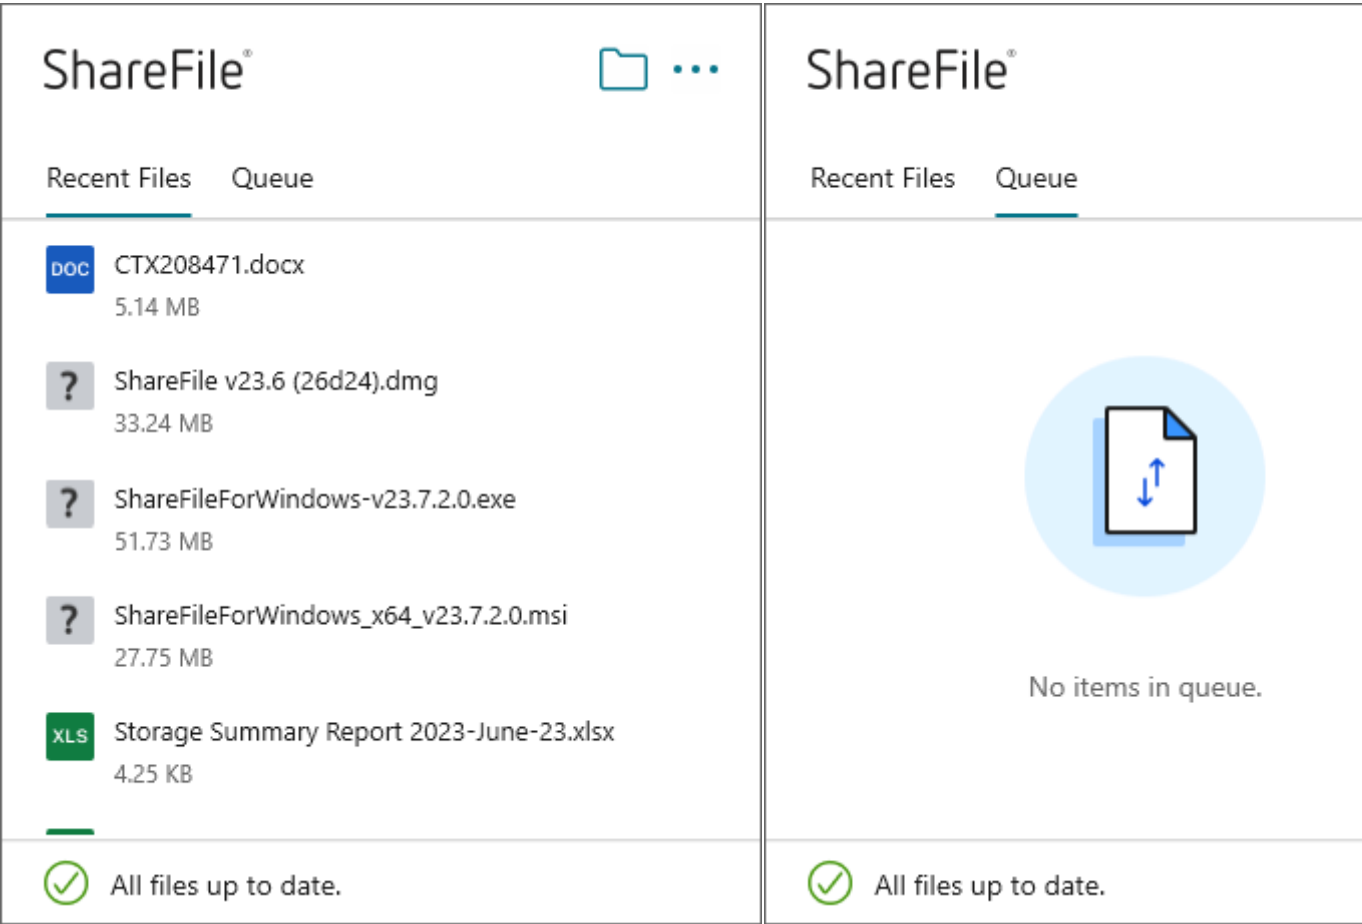 ShareFile®
Recent Files Queue
DOC CTX208471.docx
5.14 MB
? ShareFile v23.6 (26d24).dmg
33.24 MB
? ShareFileForWindows-v23.7.2.0.exe
51.73 MB
? ShareFileForWindows_x64_v23.7.2.0.msi
27.75 MB
XLS Storage Summary Report 2023-June-23.xlsx
4.25 KB
All files up to date.
ShareFile®
Recent Files Queue
No items in queue.
All files up to date.